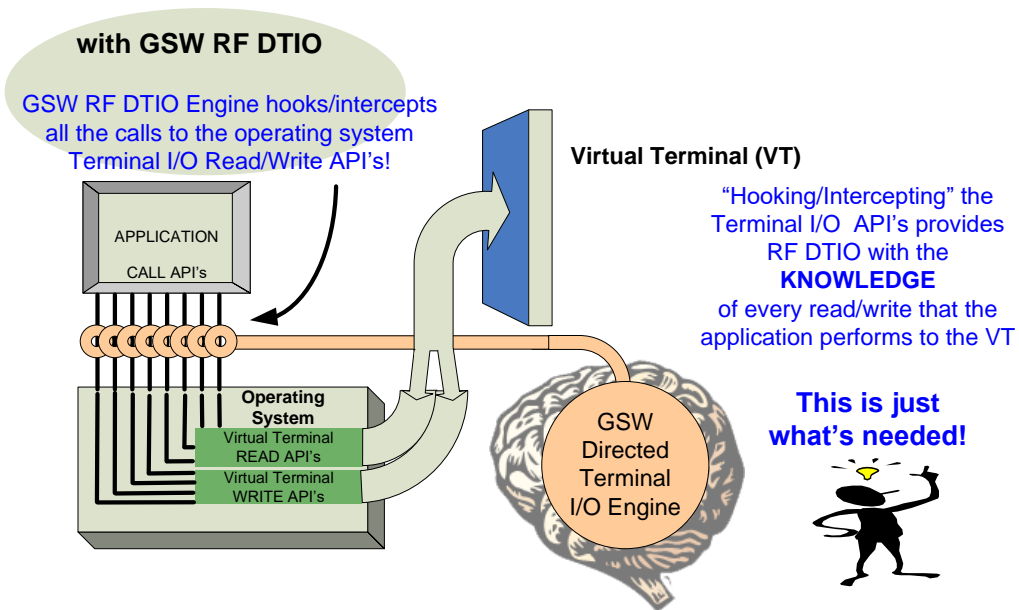 with GSW RF DTIO
GSW RF DTIO Engine hooks/intercepts
all the calls to the operating system
Terminal I/O Read/Write API's!
APPLICATION
CALL API's
Virtual Terminal (VT)
“Hooking/Intercepting” the
Terminal I/O API's provides
RF DTIO with the
KNOWLEDGE
of every read/write that the
application performs to the VT
Operating
System
Virtual Terminal
READ API's
Virtual Terminal
WRITE API's
GSW
Directed
Terminal
I/O Engine
This is just
what's needed!